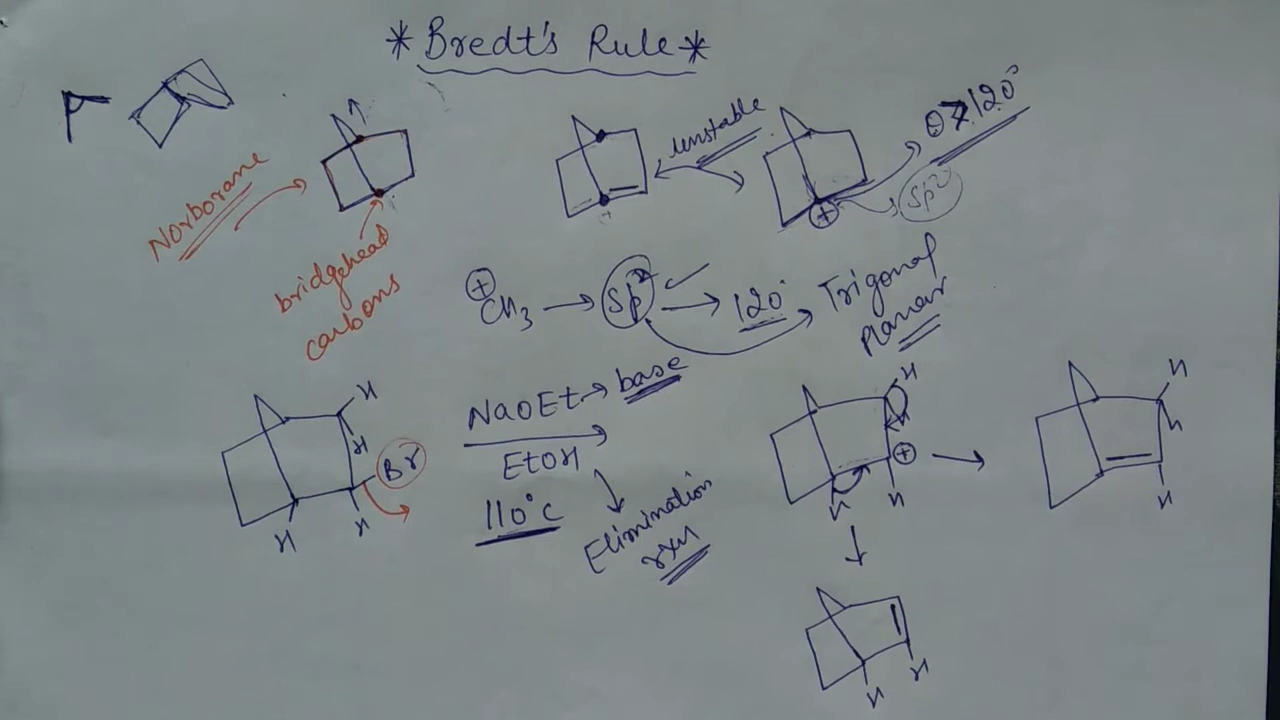 *Bredt's Rule*
Norborane
bridgehead
carbons
unstable
θ≯120°
sp²
⊕
⊕
CH₃ → sp² → 120°
Trigonal
planar
NaOEt → base
EtOH
110°C
Elimination
rxn
H
H
Br
H
H
H
H
⊕
H
H
H
H
H
H